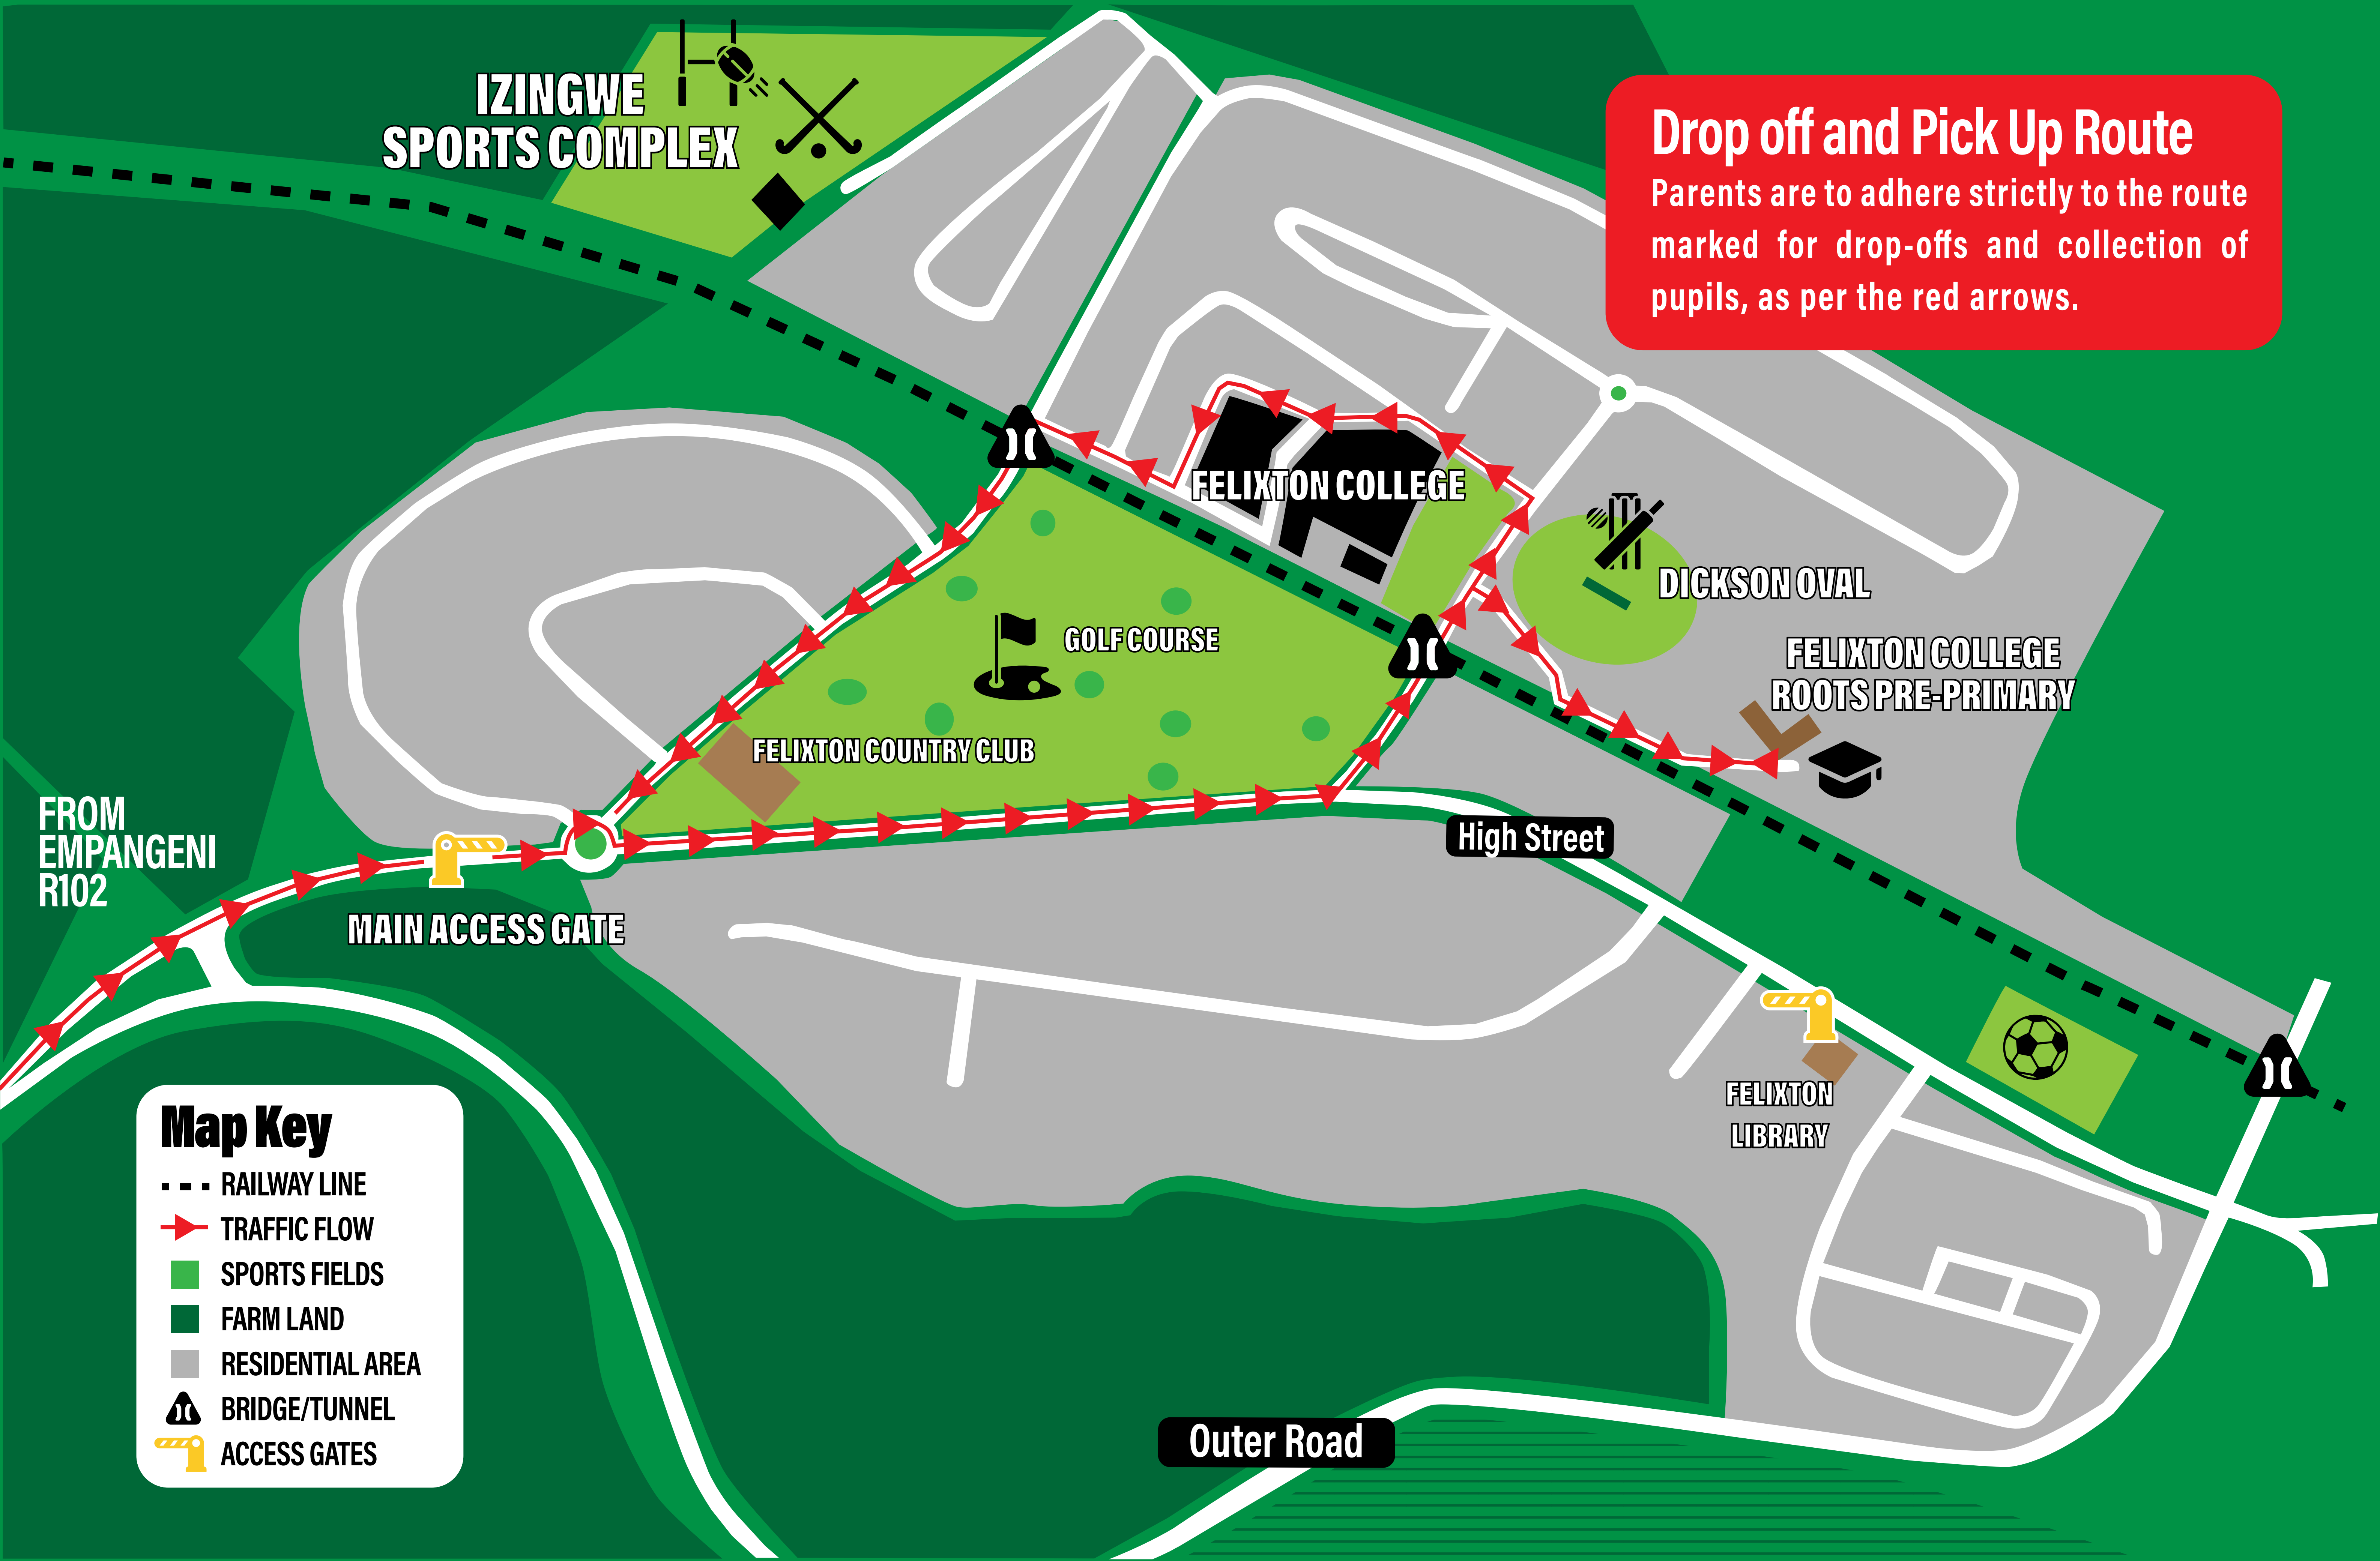 IZINGWE
SPORTS COMPLEX
Drop off and Pick Up Route
Parents are to adhere strictly to the route
marked for drop-offs and collection of
pupils, as per the red arrows.
FELIXTON COLLEGE
DICKSON OVAL
GOLF COURSE
FELIXTON COLLEGE
ROOTS PRE-PRIMARY
FELIXTON COUNTRY CLUB
FROM
EMPANGENI
R102
High Street
MAIN ACCESS GATE
FELIXTON
LIBRARY
Map Key
RAILWAY LINE
TRAFFIC FLOW
SPORTS FIELDS
FARM LAND
RESIDENTIAL AREA
BRIDGE/TUNNEL
ACCESS GATES
Outer Road